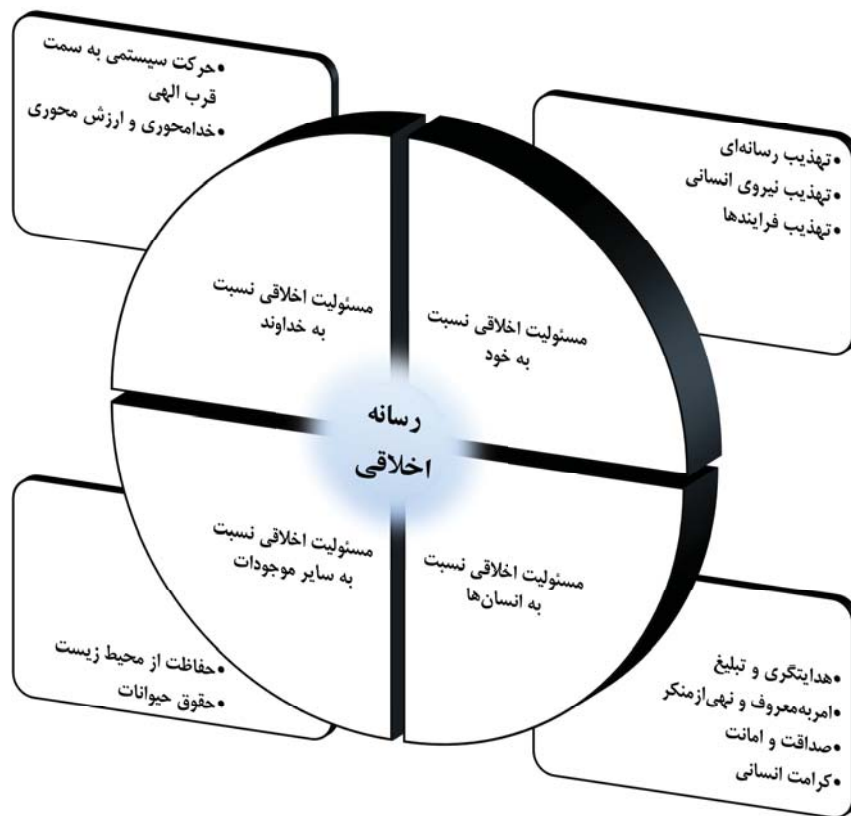 •تهذیب رسانه‌ای
•تهذیب نیروی انسانی
•تهذیب فرایندها
•حرکت سیستمی به سمت
قرب الهی
•خدامحوری و ارزش محوری
مسئولیت اخلاقی نسبت
به خود
مسئولیت اخلاقی نسبت
به خداوند
رسانه
اخلاقی
مسئولیت اخلاقی نسبت
به انسان‌ها
مسئولیت اخلاقی نسبت
به سایر موجودات
•هدایتگری و تبلیغ
•امربه‌معروف و نهی‌ازمنکر
•صداقت و امانت
•کرامت انسانی
•حفاظت از محیط زیست
•حقوق حیوانات